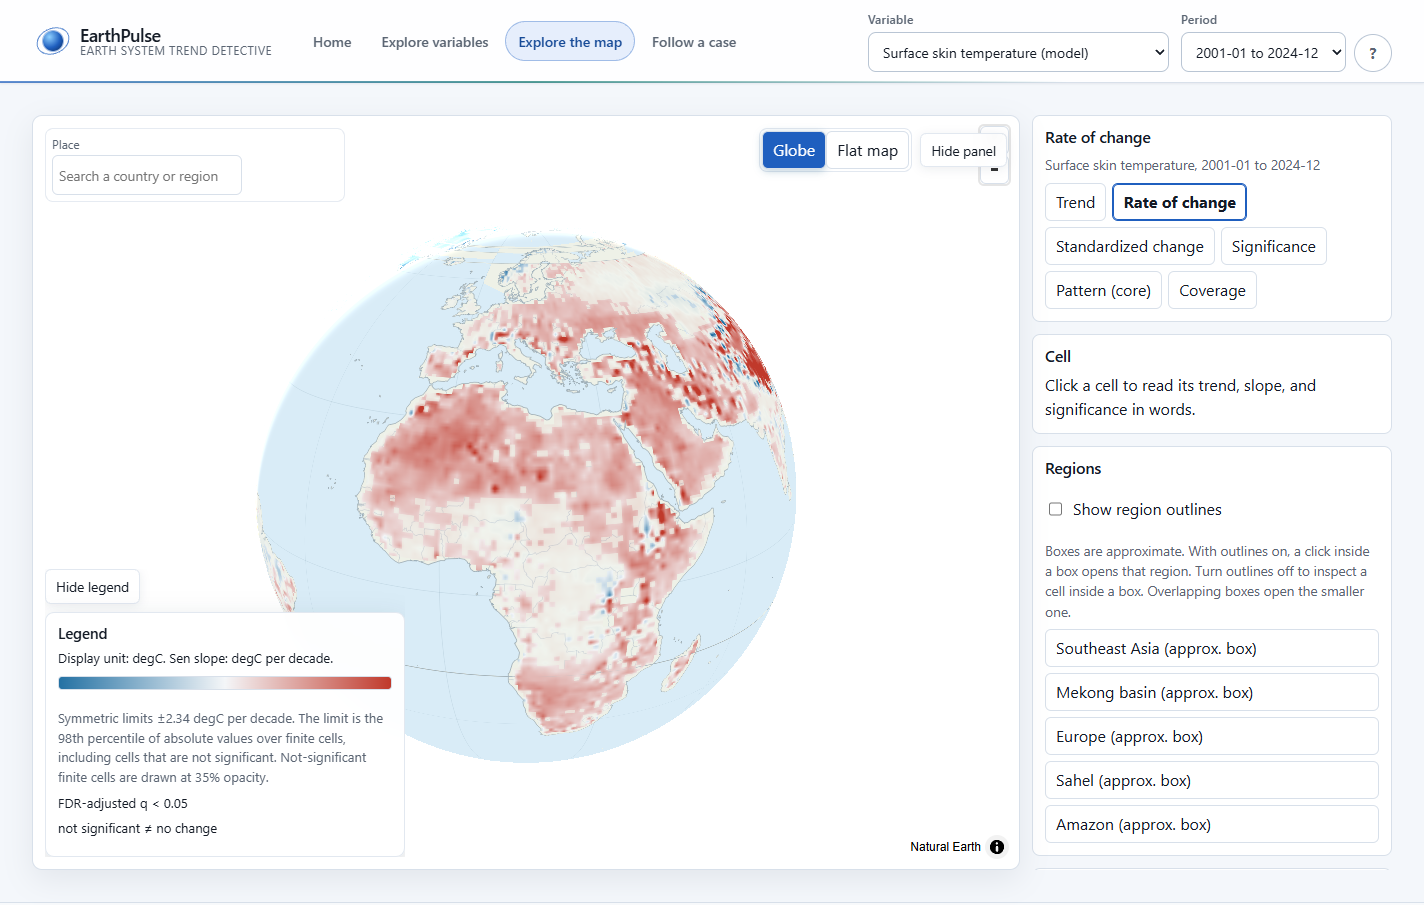 EarthPulse
EARTH SYSTEM TREND DETECTIVE
Home
Explore variables
Explore the map
Follow a case
Variable
Surface skin temperature (model)
Period
2001-01 to 2024-12
?
Place
Search a country or region
Globe
Flat map
Hide panel
-
Hide legend
Legend
Display unit: degC. Sen slope: degC per decade.
Symmetric limits ±2.34 degC per decade. The limit is the
98th percentile of absolute values over finite cells,
including cells that are not significant. Not-significant
finite cells are drawn at 35% opacity.
FDR-adjusted q < 0.05
not significant ≠ no change
Natural Earth
Rate of change
Surface skin temperature, 2001-01 to 2024-12
Trend
Rate of change
Standardized change
Significance
Pattern (core)
Coverage
Cell
Click a cell to read its trend, slope, and
significance in words.
Regions
Show region outlines
Boxes are approximate. With outlines on, a click inside
a box opens that region. Turn outlines off to inspect a
cell inside a box. Overlapping boxes open the smaller
one.
Southeast Asia (approx. box)
Mekong basin (approx. box)
Europe (approx. box)
Sahel (approx. box)
Amazon (approx. box)